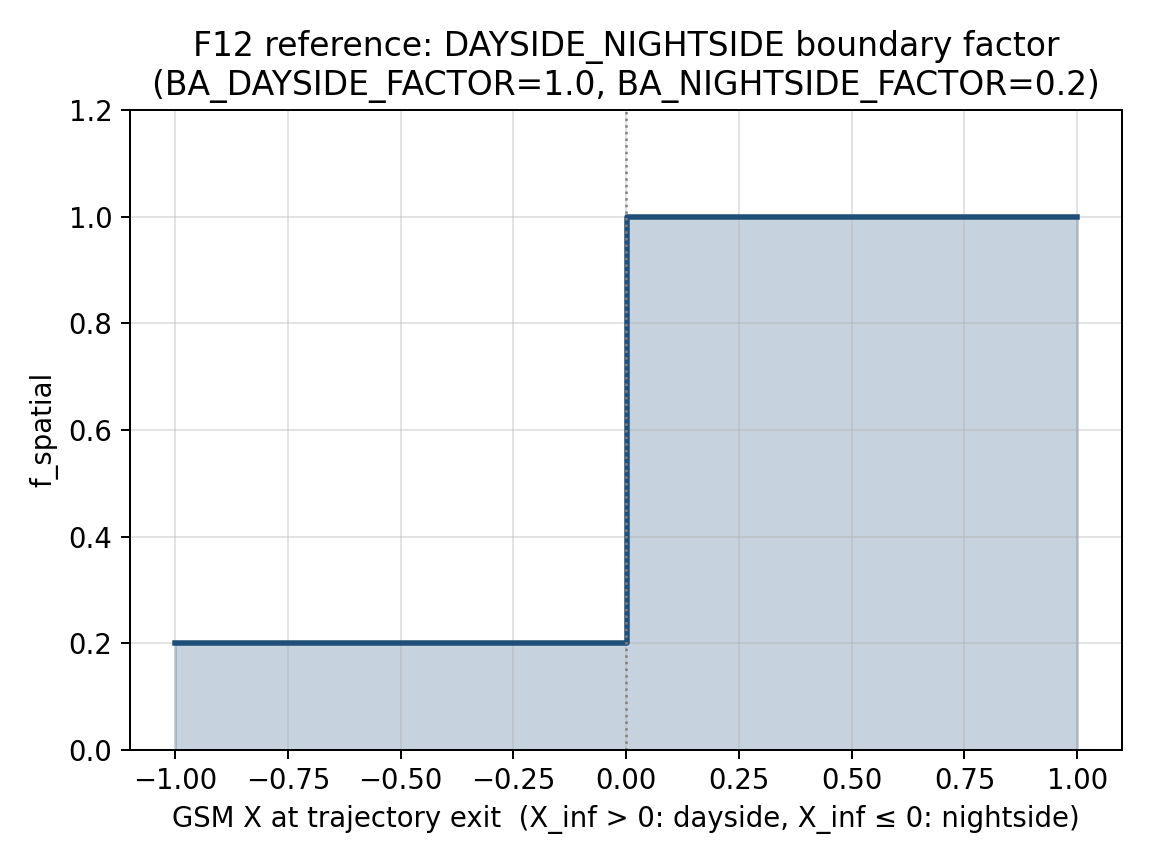 F12 reference: DAYSIDE_NIGHTSIDE boundary factor
(BA_DAYSIDE_FACTOR=1.0, BA_NIGHTSIDE_FACTOR=0.2)
1.2
1.0
0.8
0.6
0.4
0.2
0.0
f_spatial
−1.00 −0.75 −0.50 −0.25 0.00 0.25 0.50 0.75 1.00
GSM X at trajectory exit (X_inf > 0: dayside, X_inf ≤ 0: nightside)